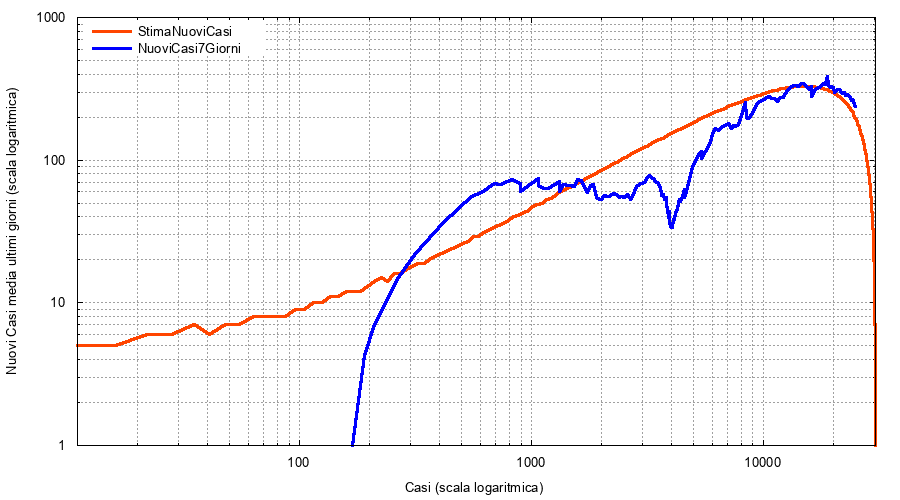 1000
StimaNuoviCasi
NuoviCasi7Giorni
Nuovi Casi media ultimi giorni (scala logaritmica)
100
10
1
100
1000
10000
Casi (scala logaritmica)